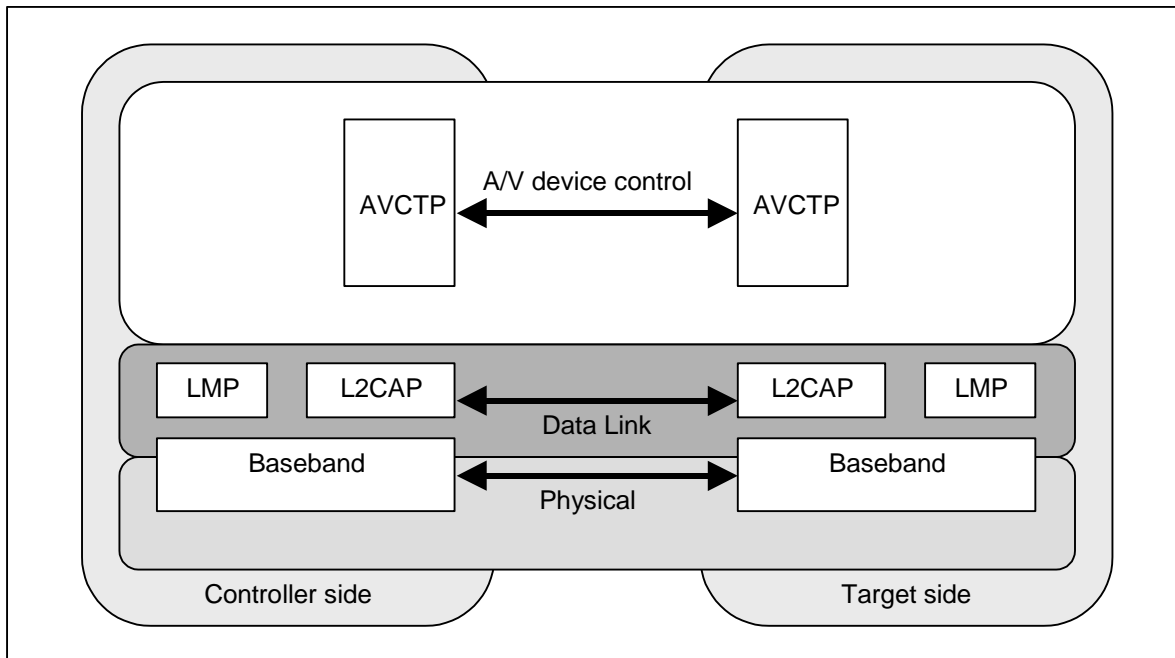 A/V device control
AVCTP
AVCTP
LMP
L2CAP
L2CAP
LMP
Data Link
Baseband
Baseband
Physical
Controller side
Target side